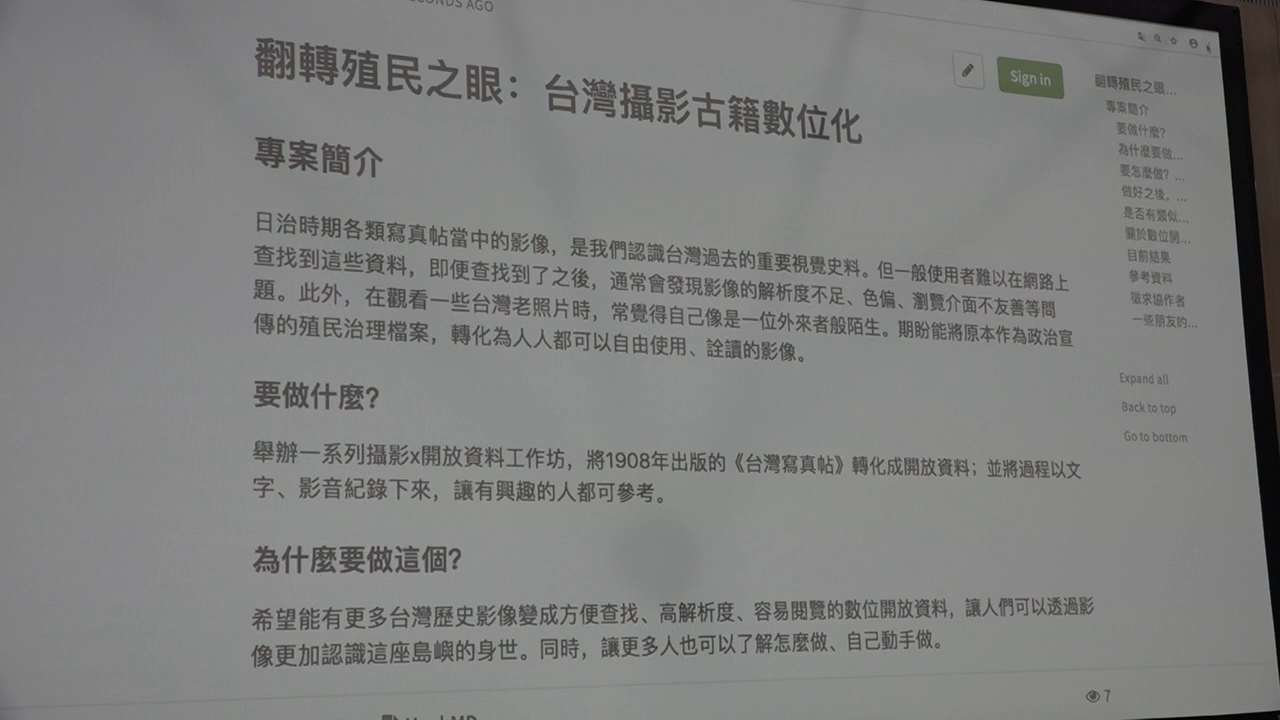 SECONDS AGO
翻轉殖民之眼：台灣攝影古籍數位化
Sign in
專案簡介
日治時期各類寫真帖當中的影像，是我們認識台灣過去的重要視覺史料。但一般使用者難以在網路上
查找到這些資料，即便查找到了之後，通常會發現影像的解析度不足、色偏、瀏覽介面不友善等問
題。此外，在觀看一些台灣老照片時，常覺得自己像是一位外來者般陌生。期盼能將原本作為政治宣
傳的殖民治理檔案，轉化為人人都可以自由使用、詮讀的影像。
要做什麼？
舉辦一系列攝影x開放資料工作坊，將1908年出版的《台灣寫真帖》轉化成開放資料；並將過程以文
字、影音紀錄下來，讓有興趣的人都可參考。
為什麼要做這個？
希望能有更多台灣歷史影像變成方便查找、高解析度、容易閱覽的數位開放資料，讓人們可以透過影
像更加認識這座島嶼的身世。同時，讓更多人也可以了解怎麼做、自己動手做。
翻轉殖民之眼...
專案簡介
要做什麼？
為什麼要做...
要怎麼做？...
做好之後，...
是否有類似...
關於數位開...
目前結果
參考資料
徵求協作者
一些朋友的...
Expand all
Back to top
Go to bottom
7